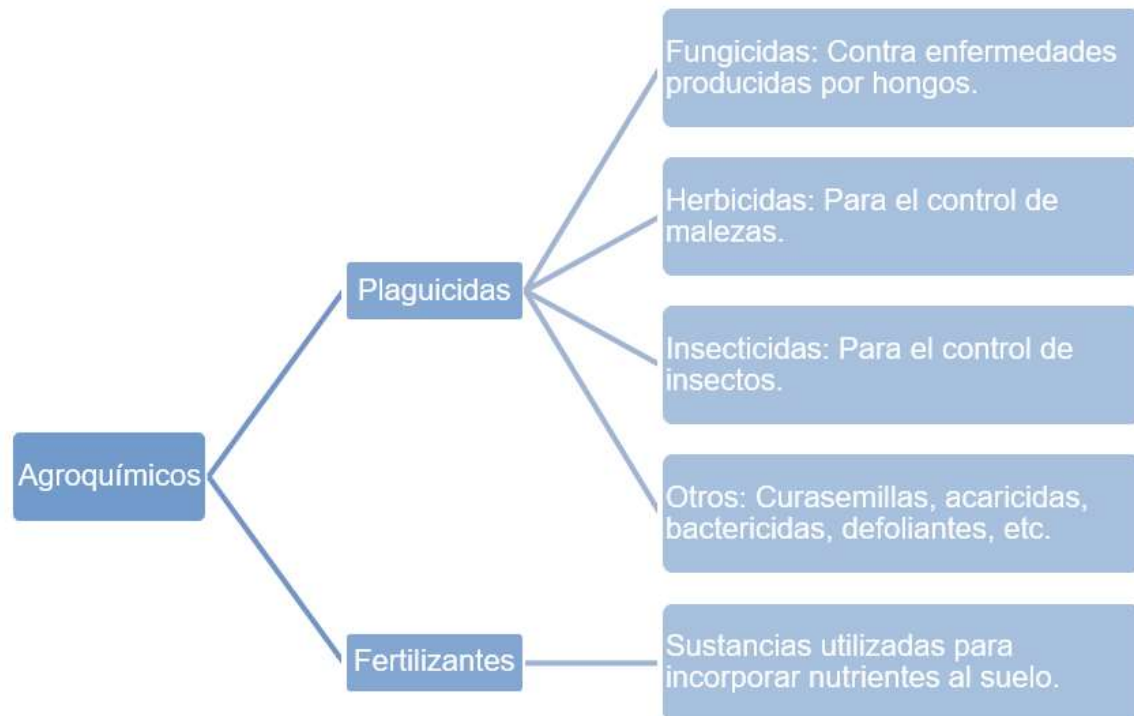 Fungicidas: Contra enfermedades
producidas por hongos.
Herbicidas: Para el control de
malezas.
Plaguicidas
Insecticidas: Para el control de
insectos.
Agroquímicos
Otros: Curasemillas, acaricidas,
bactericidas, defoliantes, etc.
Fertilizantes
Sustancias utilizadas para
incorporar nutrientes al suelo.